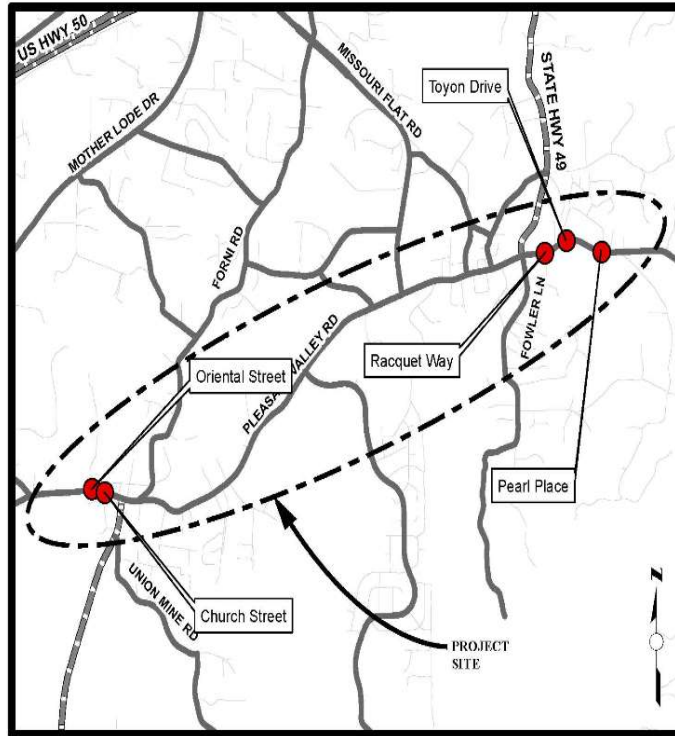 US HWY 50
MOTHER LODE DR
MISSOURI FLAT RD
Toyon Drive
STATE HWY 49
FORNI RD
PLEASANT VALLEY RD
Oriental Street
Racquet Way
FOWLER LN
Pearl Place
Church Street
UNION MINE RD
PROJECT
SITE
N